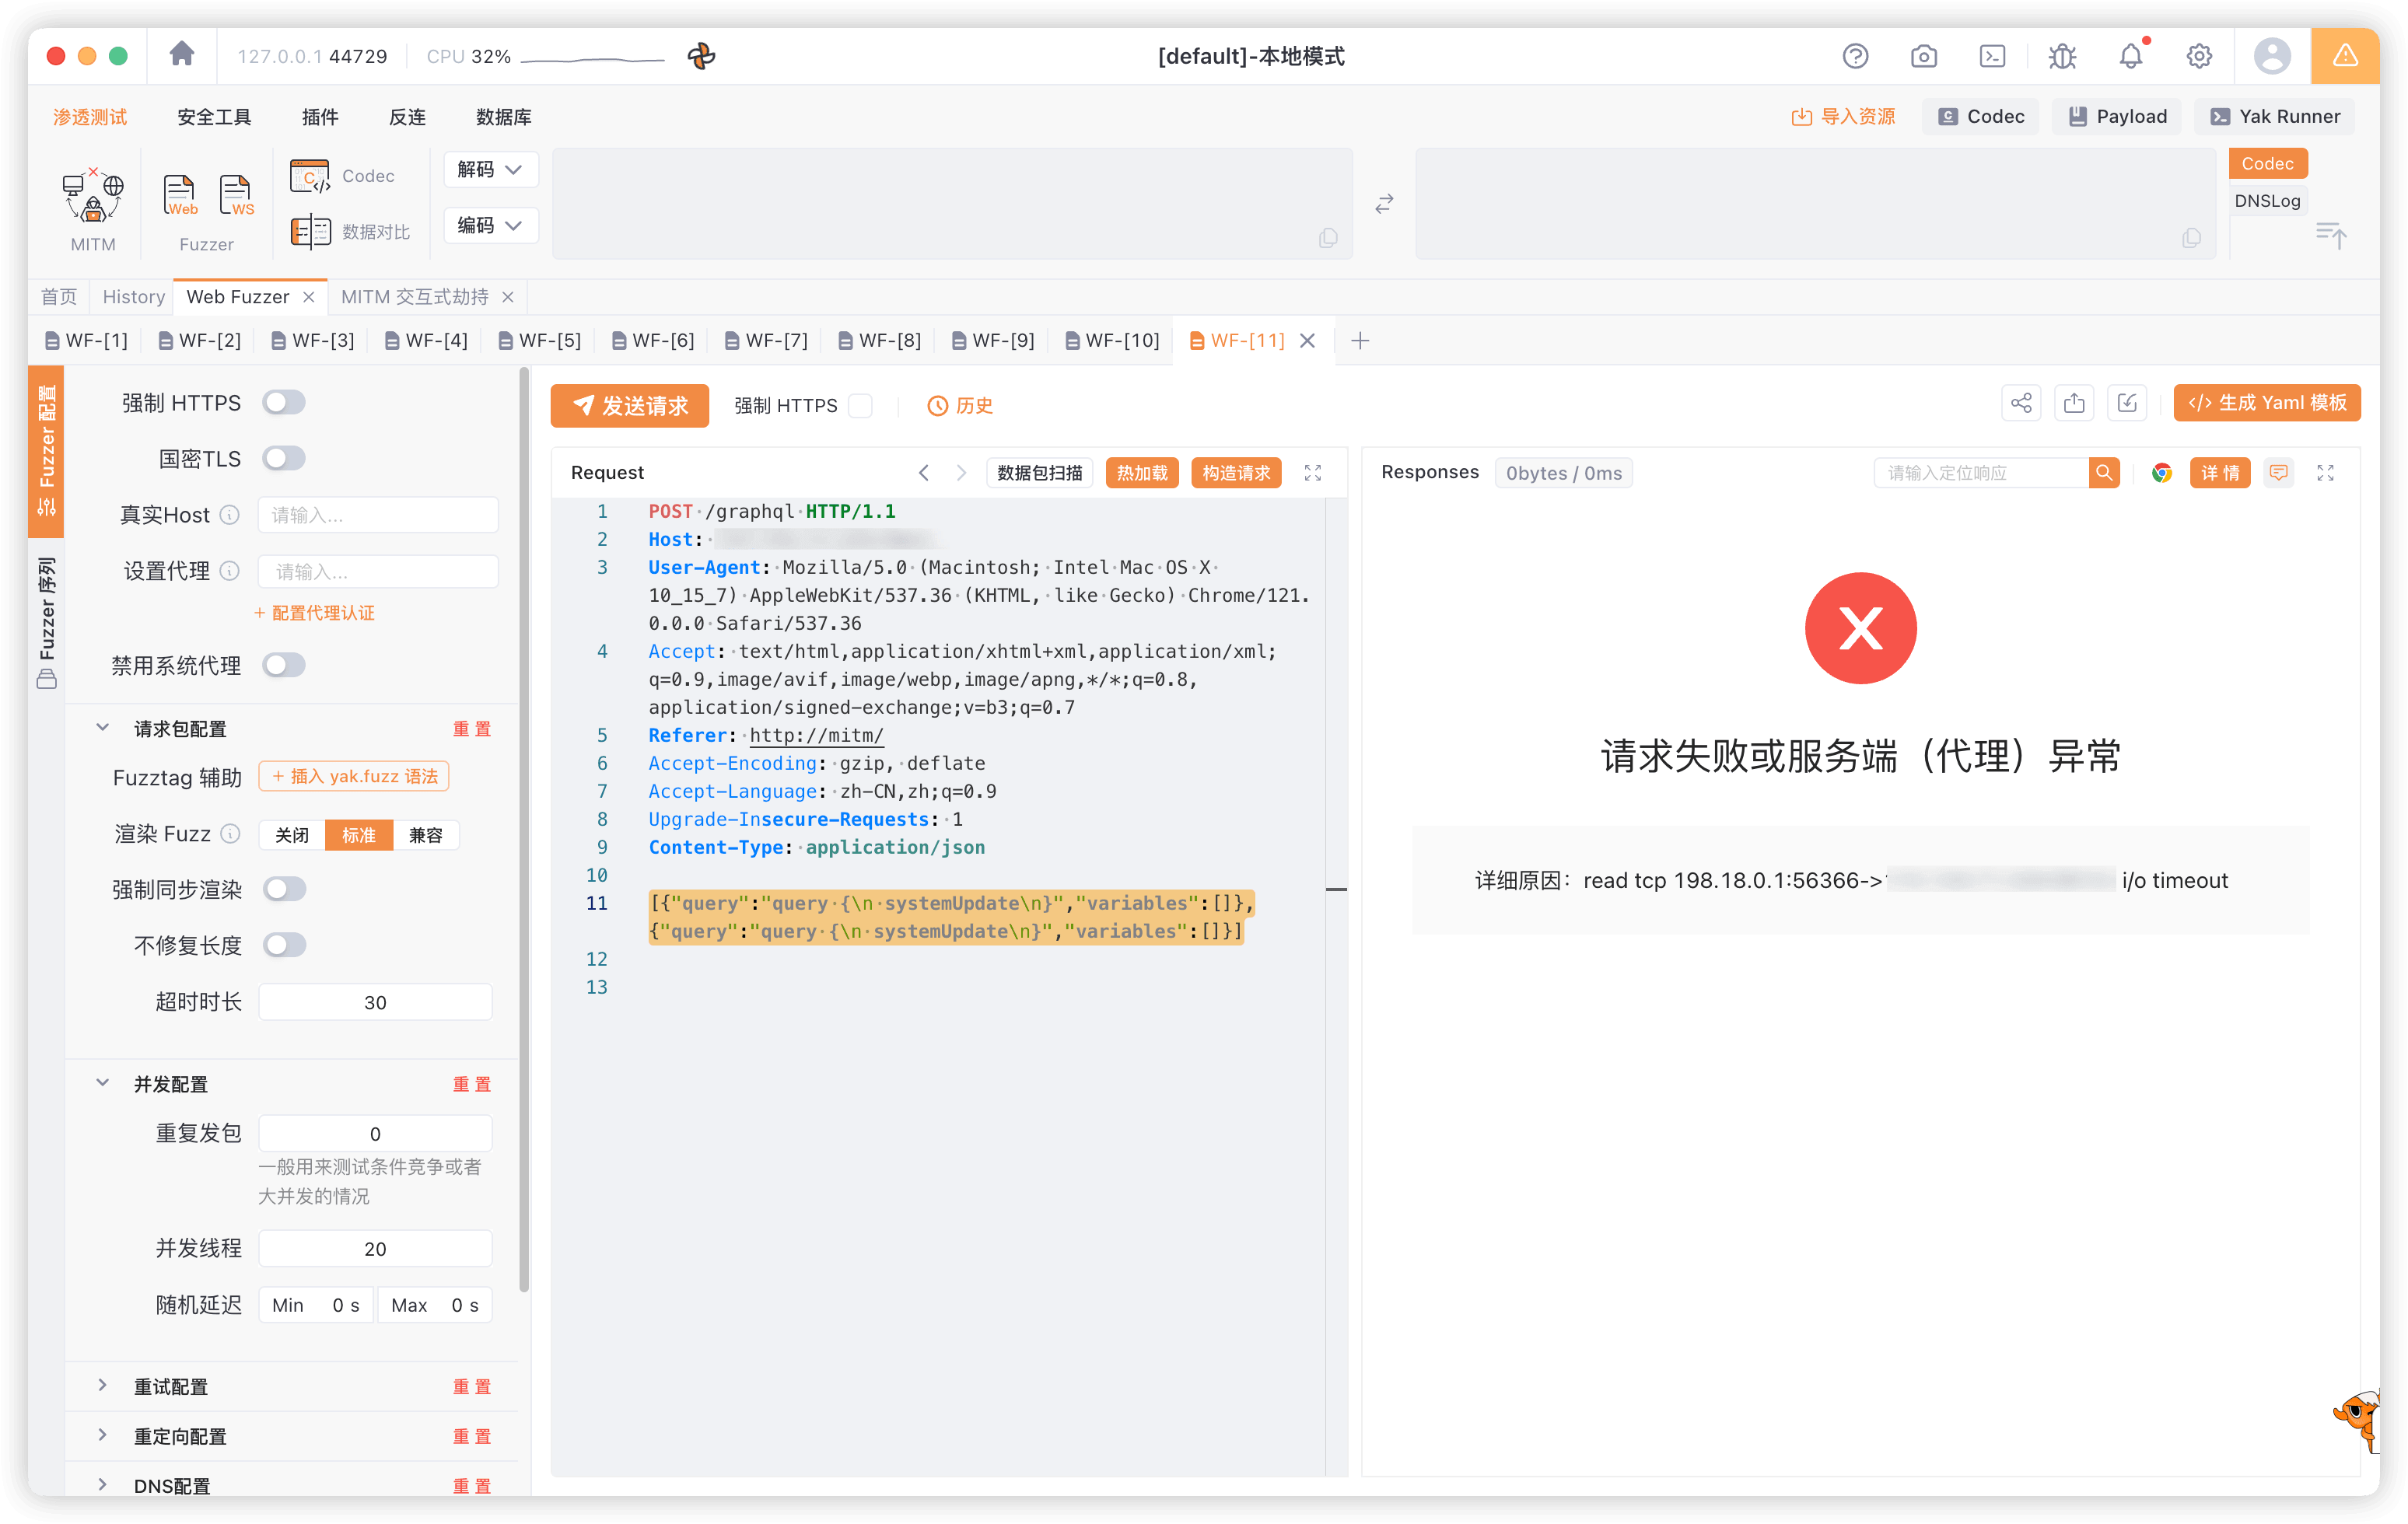 127.0.0.1 44729
CPU 32%
[default]-本地模式
渗透测试
安全工具
插件
反连
数据库
导入资源
Codec
Payload
Yak Runner
MITM
Web
WS
Fuzzer
Codec
数据对比
解码
编码
Codec
DNSLog
首页
History
Web Fuzzer
MITM 交互式劫持
WF-[1]
WF-[2]
WF-[3]
WF-[4]
WF-[5]
WF-[6]
WF-[7]
WF-[8]
WF-[9]
WF-[10]
WF-[11]
Fuzzer 配置
Fuzzer 序列
强制 HTTPS
国密TLS
真实Host
请输入...
设置代理
请输入...
+ 配置代理认证
禁用系统代理
请求包配置
重置
Fuzztag 辅助
+ 插入 yak.fuzz 语法
渲染 Fuzz
关闭
标准
兼容
强制同步渲染
不修复长度
超时时长
30
并发配置
重置
重复发包
0
一般用来测试条件竞争或者
大并发的情况
并发线程
20
随机延迟
Min 0 s
Max 0 s
重试配置
重置
重定向配置
重置
DNS配置
重置
发送请求
强制 HTTPS
历史
生成 Yaml 模板
Request
数据包扫描
热加载
构造请求
1 POST /graphql HTTP/1.1
2 Host:
3 User-Agent: Mozilla/5.0 (Macintosh; Intel Mac OS X
10_15_7) AppleWebKit/537.36 (KHTML, like Gecko) Chrome/121.
0.0.0 Safari/537.36
4 Accept: text/html,application/xhtml+xml,application/xml;
q=0.9,image/avif,image/webp,image/apng,*/*;q=0.8,
application/signed-exchange;v=b3;q=0.7
5 Referer: http://mitm/
6 Accept-Encoding: gzip, deflate
7 Accept-Language: zh-CN,zh;q=0.9
8 Upgrade-Insecure-Requests: 1
9 Content-Type: application/json
10
11 [{"query":"query {\n systemUpdate\n}","variables":[]},
{"query":"query {\n systemUpdate\n}","variables":[]}]
12
13
Responses
0bytes / 0ms
请输入定位响应
详情
请求失败或服务端（代理）异常
详细原因：read tcp 198.18.0.1:56366-> i/o timeout